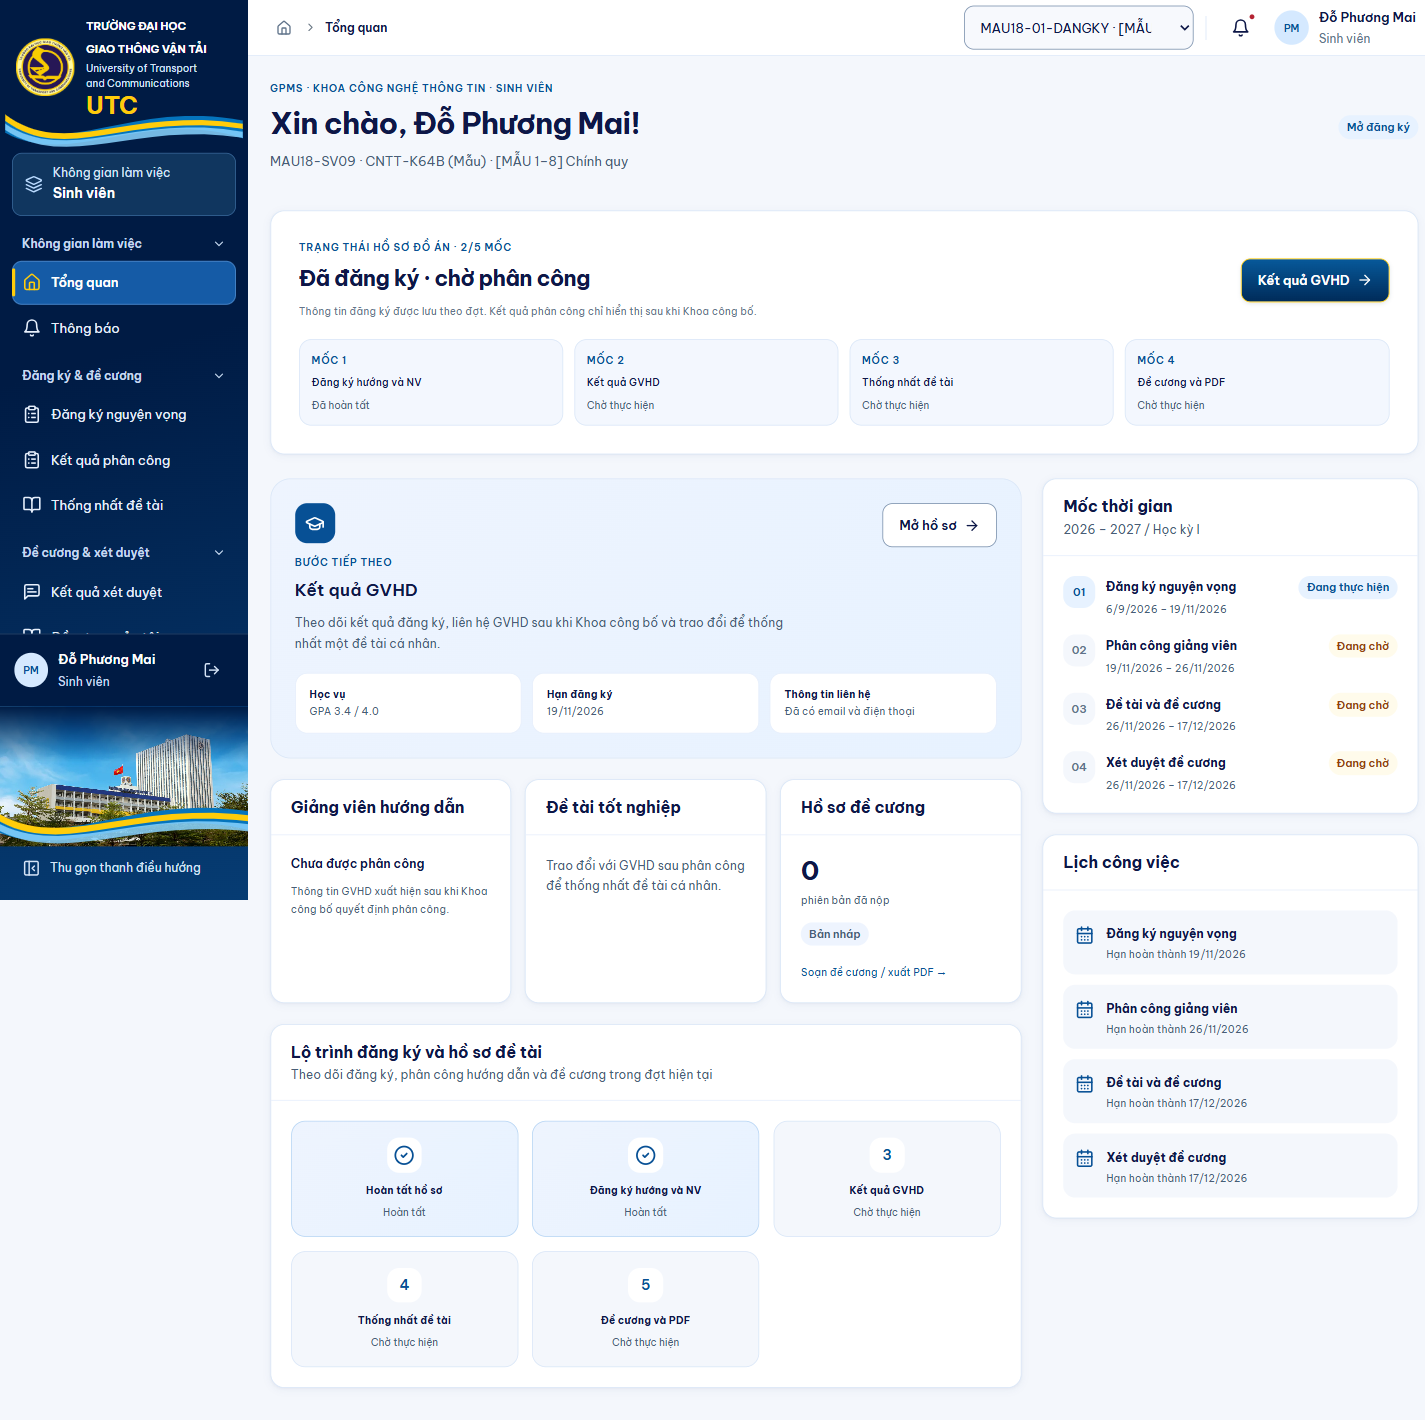 TRƯỜNG ĐẠI HỌC
GIAO THÔNG VẬN TẢI
University of Transport
and Communications
UTC
Không gian làm việc
Sinh viên
Không gian làm việc
Tổng quan
Thông báo
Đăng ký & đề cương
Đăng ký nguyện vọng
Kết quả phân công
Thống nhất đề tài
Đề cương & xét duyệt
Kết quả xét duyệt
PM
Đỗ Phương Mai
Sinh viên
Thu gọn thanh điều hướng
Tổng quan
MAU18-01-DANGKY · [MẪU
PM
Đỗ Phương Mai
Sinh viên
GPMS · KHOA CÔNG NGHỆ THÔNG TIN · SINH VIÊN
Xin chào, Đỗ Phương Mai!
MAU18-SV09 · CNTT-K64B (Mẫu) · [MẪU 1–8] Chính quy
Mở đăng ký
TRẠNG THÁI HỒ SƠ ĐỒ ÁN · 2/5 MỐC
Đã đăng ký · chờ phân công
Thông tin đăng ký được lưu theo đợt. Kết quả phân công chỉ hiển thị sau khi Khoa công bố.
Kết quả GVHD →
MỐC 1
Đăng ký hướng và NV
Đã hoàn tất
MỐC 2
Kết quả GVHD
Chờ thực hiện
MỐC 3
Thống nhất đề tài
Chờ thực hiện
MỐC 4
Đề cương và PDF
Chờ thực hiện
Mở hồ sơ →
BƯỚC TIẾP THEO
Kết quả GVHD
Theo dõi kết quả đăng ký, liên hệ GVHD sau khi Khoa công bố và trao đổi để thống
nhất một đề tài cá nhân.
Học vụ
GPA 3.4 / 4.0
Hạn đăng ký
19/11/2026
Thông tin liên hệ
Đã có email và điện thoại
Giảng viên hướng dẫn
Chưa được phân công
Thông tin GVHD xuất hiện sau khi Khoa
công bố quyết định phân công.
Đề tài tốt nghiệp
Trao đổi với GVHD sau phân công
để thống nhất đề tài cá nhân.
Hồ sơ đề cương
0
phiên bản đã nộp
Bản nháp
Soạn đề cương / xuất PDF →
Lộ trình đăng ký và hồ sơ đề tài
Theo dõi đăng ký, phân công hướng dẫn và đề cương trong đợt hiện tại
Hoàn tất hồ sơ
Hoàn tất
Đăng ký hướng và NV
Hoàn tất
3
Kết quả GVHD
Chờ thực hiện
4
Thống nhất đề tài
Chờ thực hiện
5
Đề cương và PDF
Chờ thực hiện
Mốc thời gian
2026 – 2027 / Học kỳ I
01
Đăng ký nguyện vọng
6/9/2026 – 19/11/2026
Đang thực hiện
02
Phân công giảng viên
19/11/2026 – 26/11/2026
Đang chờ
03
Đề tài và đề cương
26/11/2026 – 17/12/2026
Đang chờ
04
Xét duyệt đề cương
26/11/2026 – 17/12/2026
Đang chờ
Lịch công việc
Đăng ký nguyện vọng
Hạn hoàn thành 19/11/2026
Phân công giảng viên
Hạn hoàn thành 26/11/2026
Đề tài và đề cương
Hạn hoàn thành 17/12/2026
Xét duyệt đề cương
Hạn hoàn thành 17/12/2026